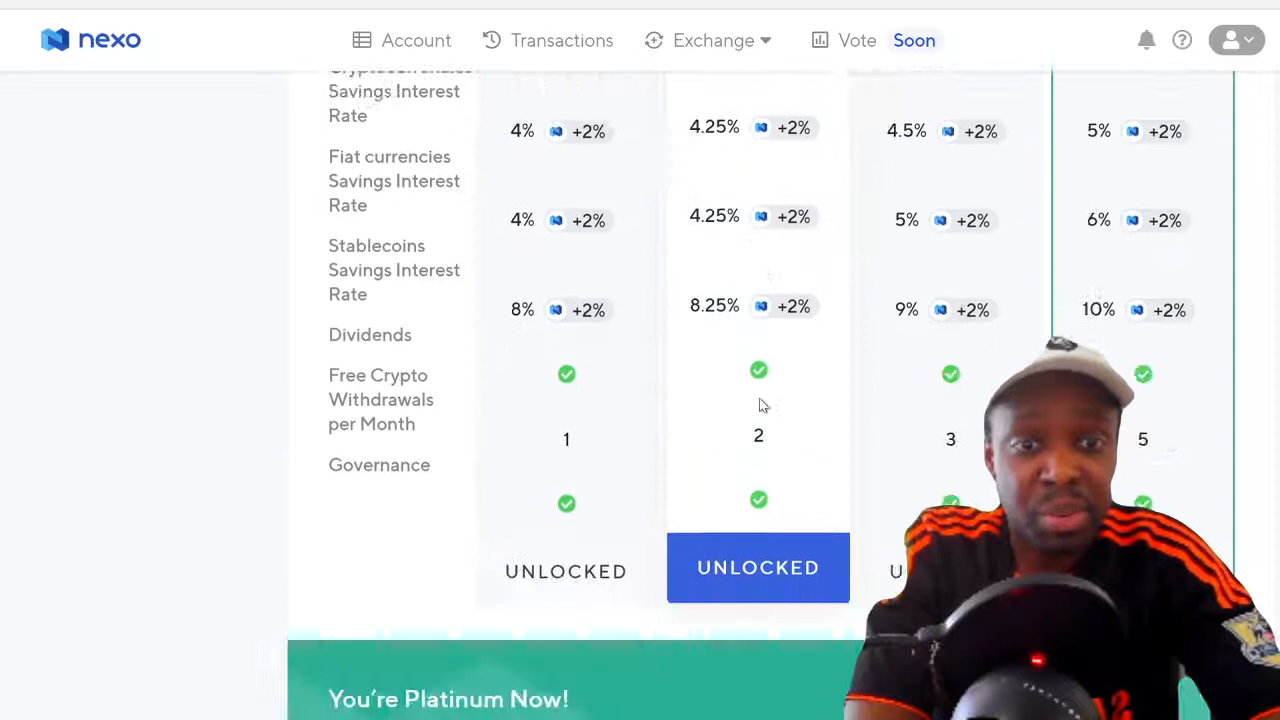 nexo Account Transactions Exchange Vote Soon
Cryptocurrencies
Savings Interest
Rate
4% +2% 4.25% +2% 4.5% +2% 5% +2%
Fiat currencies
Savings Interest
Rate
4% +2% 4.25% +2% 5% +2% 6% +2%
Stablecoins
Savings Interest
Rate
8% +2% 8.25% +2% 9% +2% 10% +2%
Dividends
Free Crypto
Withdrawals
per Month
1 2 3 5
Governance
UNLOCKED UNLOCKED U
You're Platinum Now!